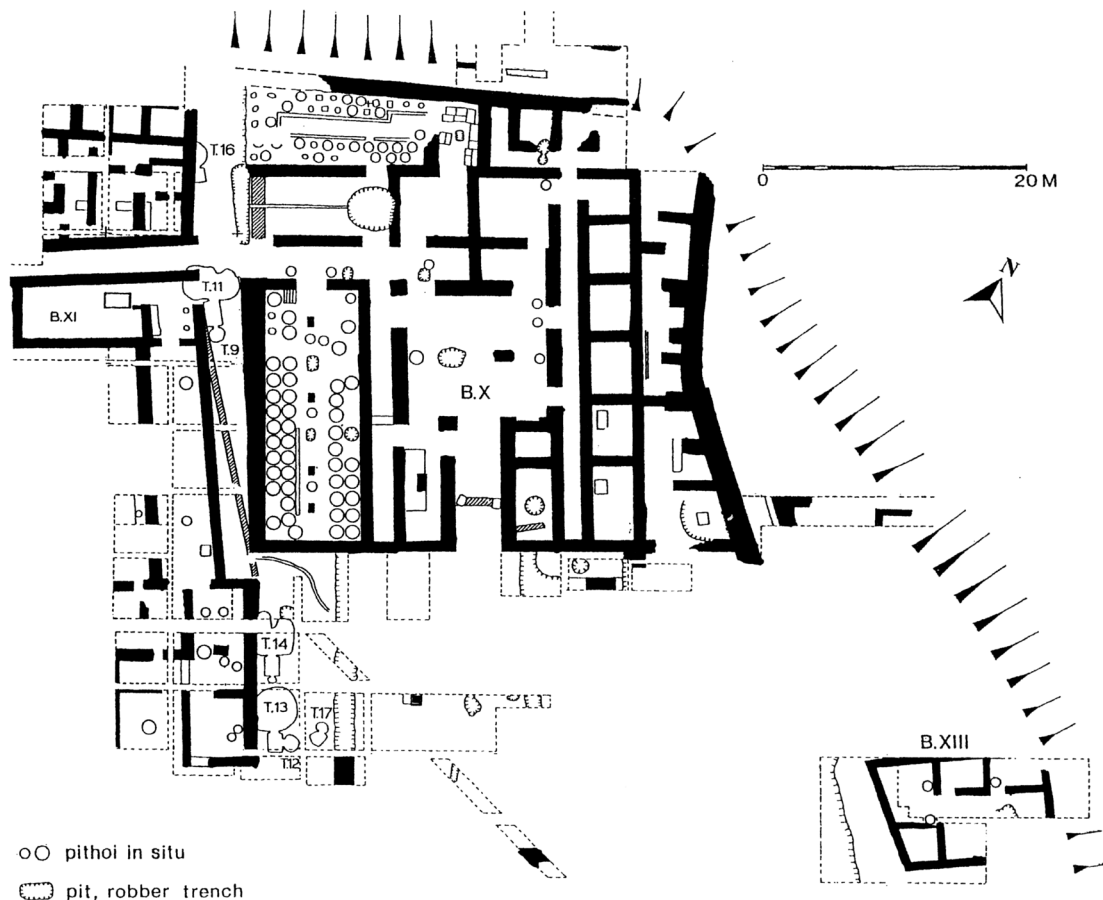 T.16
0
20 M
N
T.11
B.XI
T.9
B.X
T.14
T.13
T.17
T.12
B.XIII
pithoi in situ
pit, robber trench